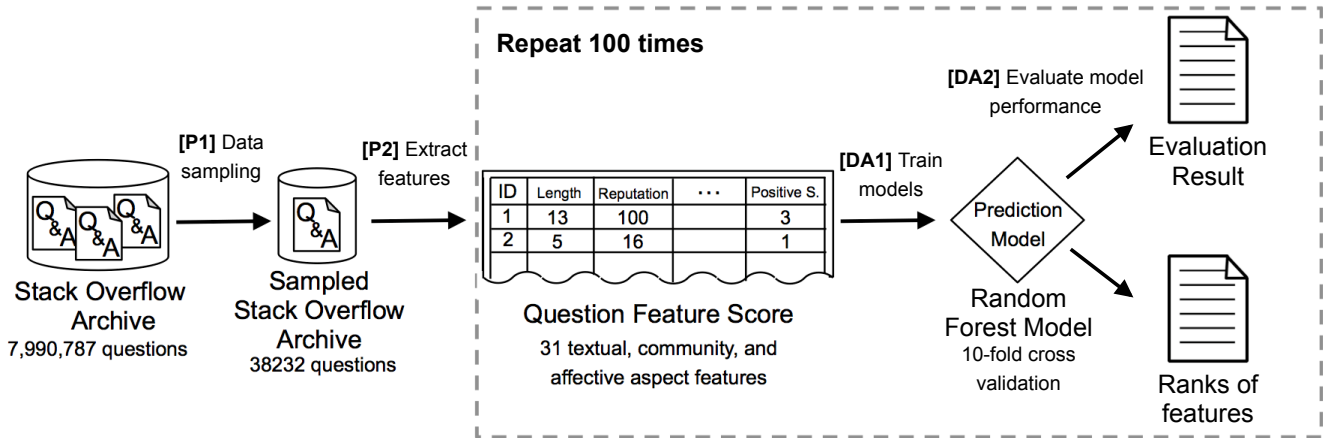 Repeat 100 times
[P1] Data
sampling
[P2] Extract
features
Q&A
Q&A
Q&A
Stack Overflow
Archive
7,990,787 questions
Q&A
Sampled
Stack Overflow
Archive
38232 questions
ID Length Reputation ... Positive S.
1 13 100 3
2 5 16 1
Question Feature Score
31 textual, community, and
affective aspect features
[DA1] Train
models
Prediction
Model
Random
Forest Model
10-fold cross
validation
[DA2] Evaluate model
performance
Evaluation
Result
Ranks of
features